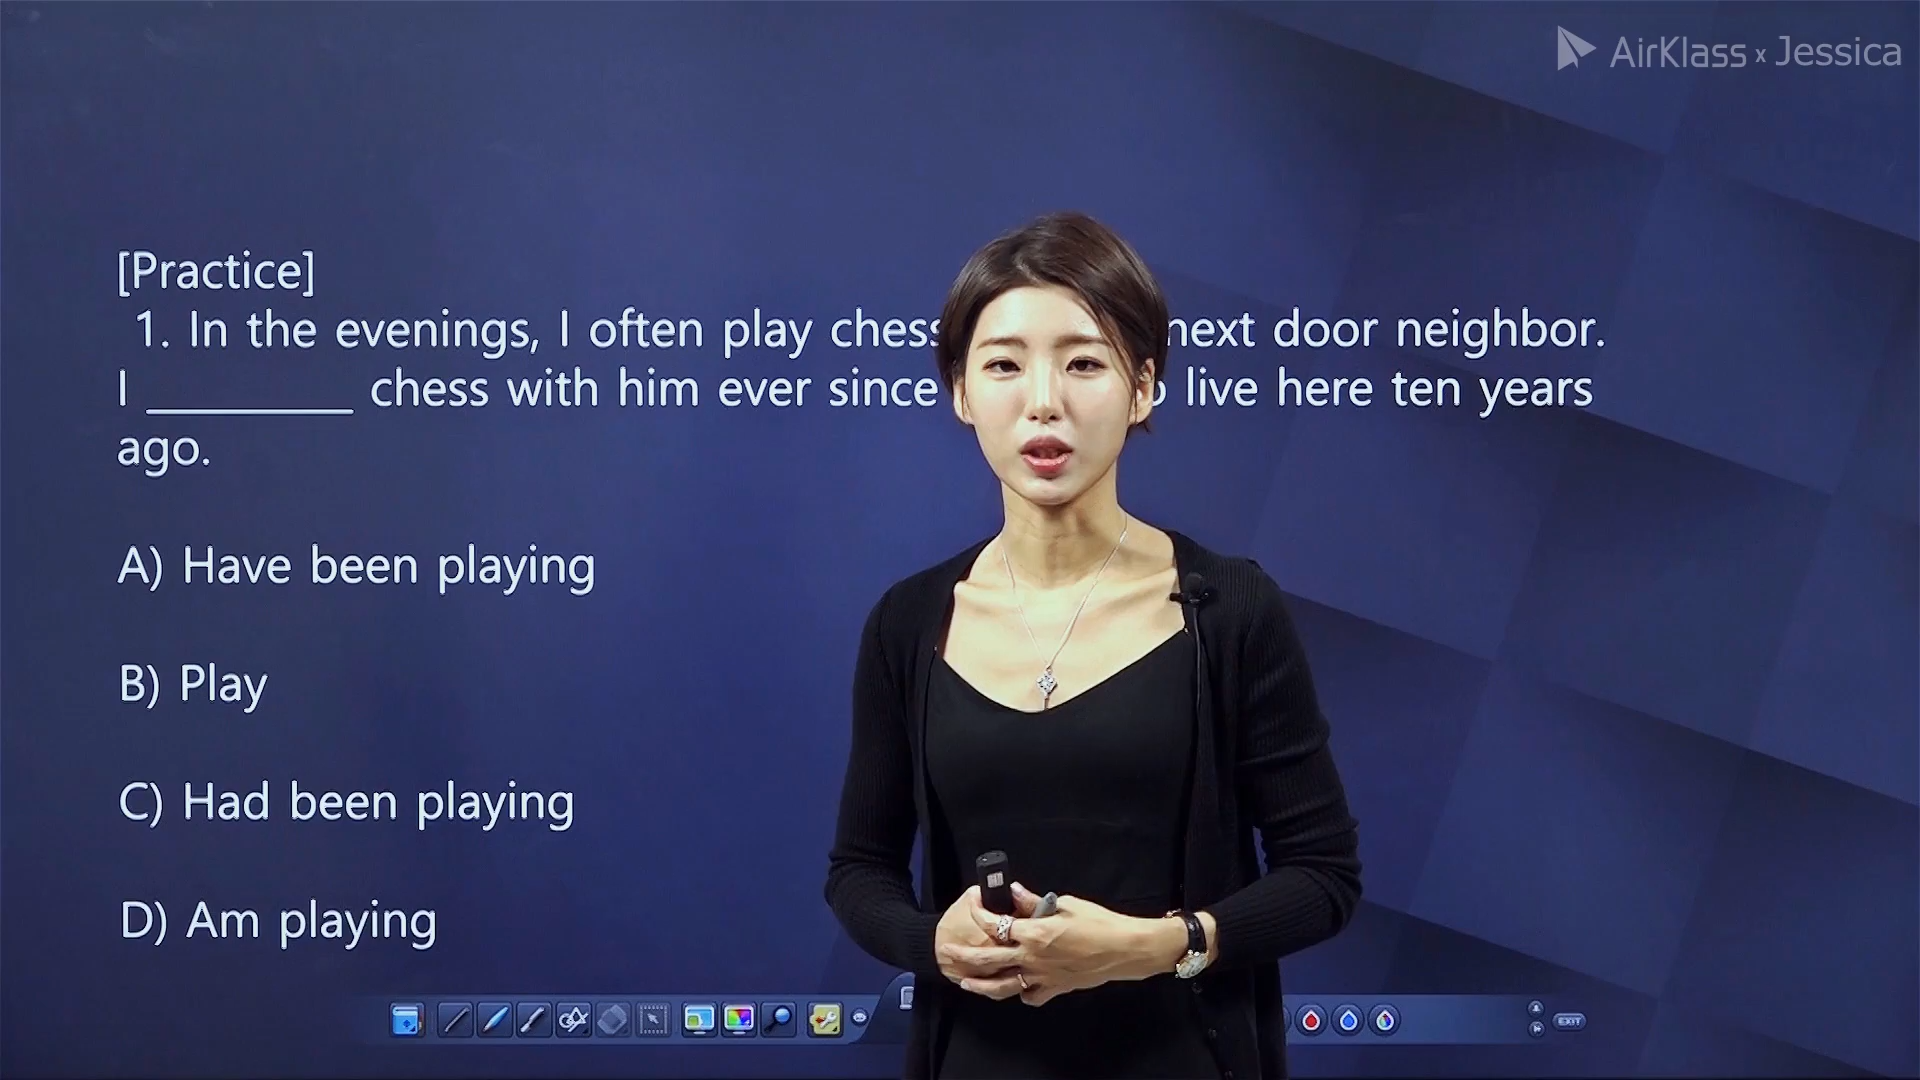 AirKlass x Jessica
[Practice]
1. In the evenings, I often play chess next door neighbor.
I ________ chess with him ever since live here ten years
ago.
A) Have been playing
B) Play
C) Had been playing
D) Am playing
EXIT